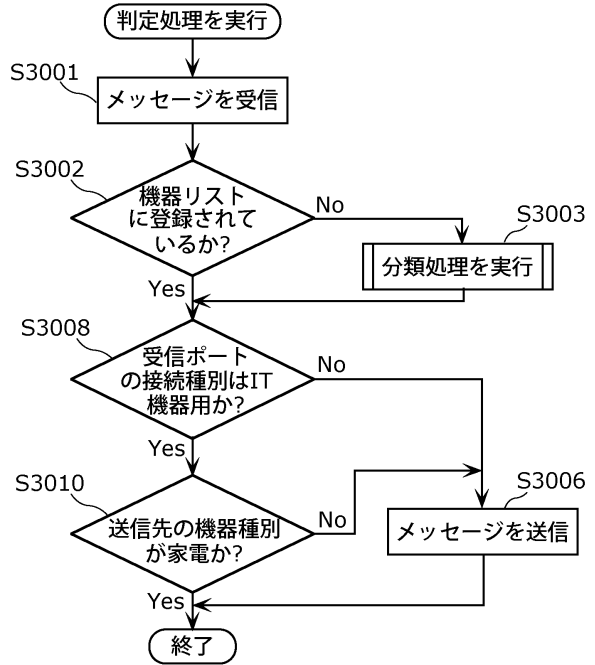 判定処理を実行
S3001
メッセージを受信
S3002
機器リスト
に登録されて
いるか?
No
S3003
分類処理を実行
Yes
S3008
受信ポート
の接続種別はIT
機器用か?
No
Yes
S3010
送信先の機器種別
が家電か?
No
S3006
メッセージを送信
Yes
終了